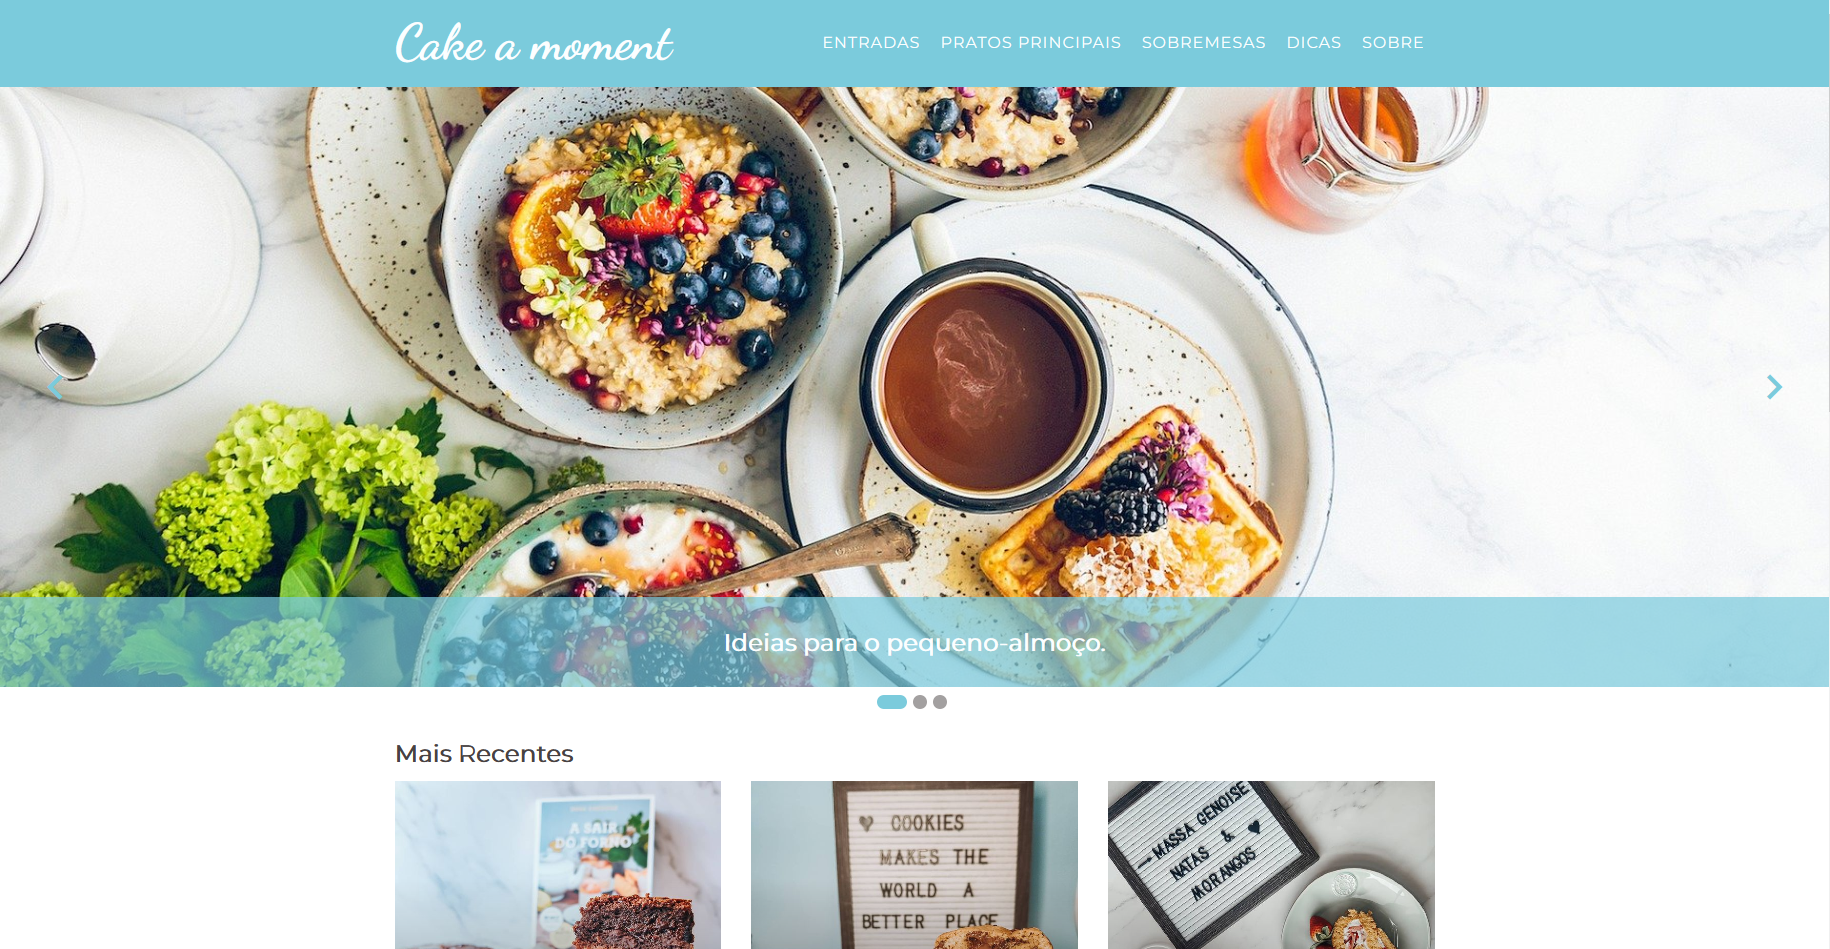 Cake a moment
ENTRADAS PRATOS PRINCIPAIS SOBREMESAS DICAS SOBRE
Ideias para o pequeno-almoço.
Mais Recentes
A SAIR
DO FORNO
COOKIES
MAKES THE
WORLD A
BETTER PLACE
MASSA GENOISE
NATAS &
MORANGOS